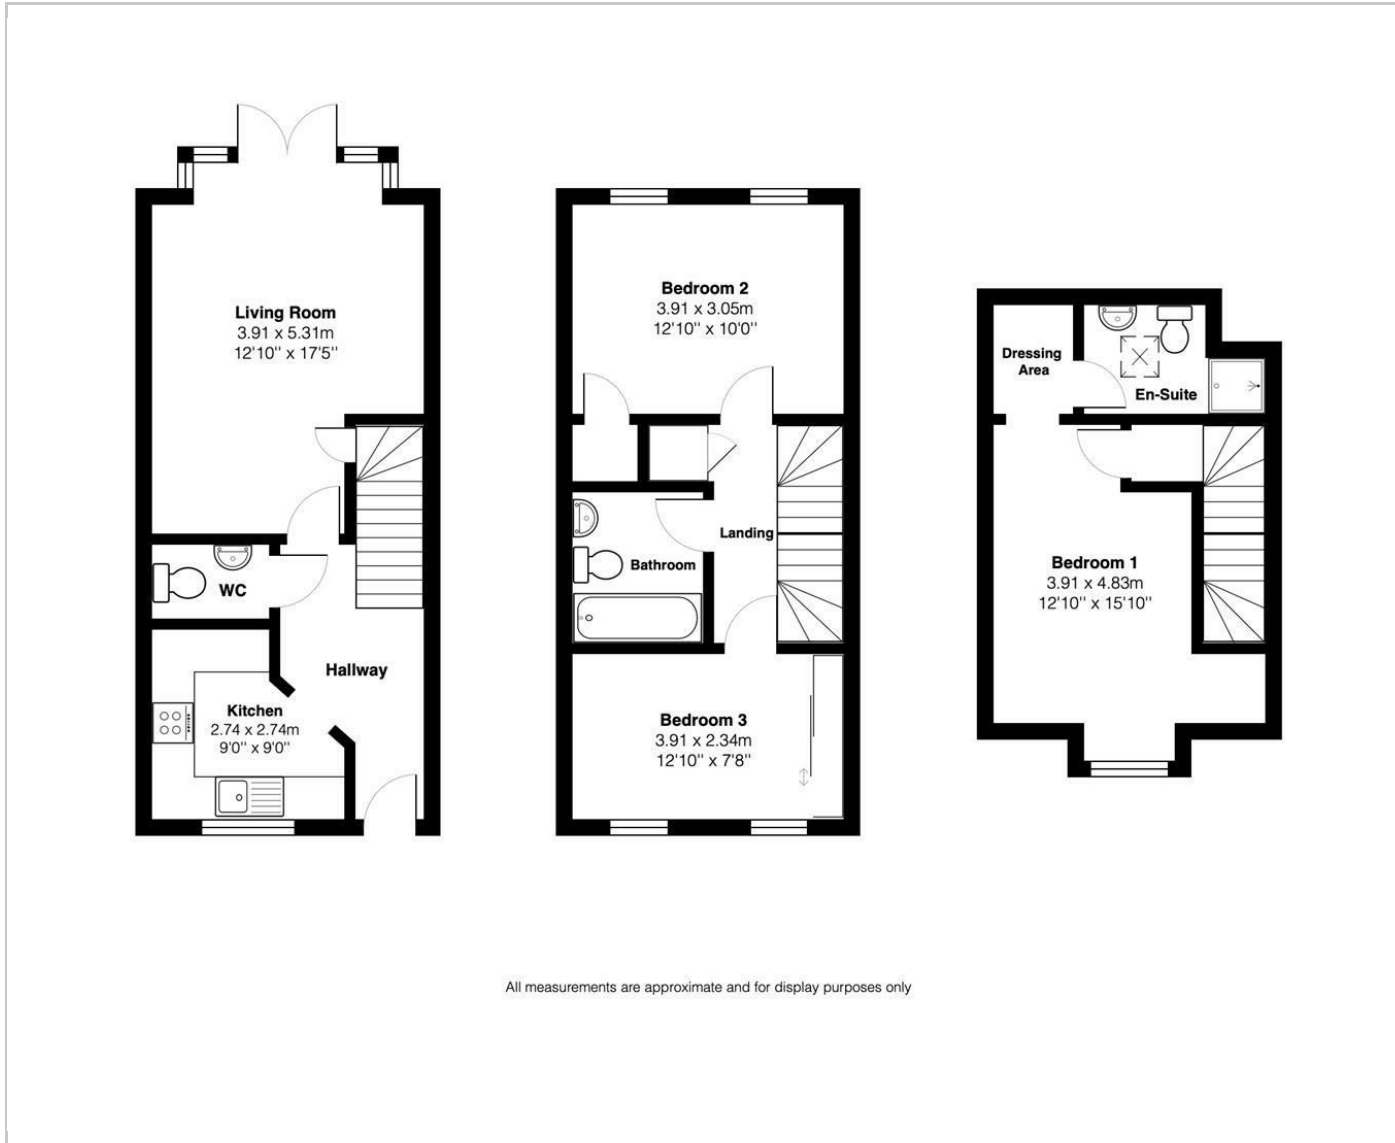 Living Room
3.91 x 5.31m
12'10" x 17'5"
WC
Hallway
Kitchen
2.74 x 2.74m
9'0" x 9'0"
Bedroom 2
3.91 x 3.05m
12'10" x 10'0"
Landing
Bathroom
Bedroom 3
3.91 x 2.34m
12'10" x 7'8"
Dressing
Area
En-Suite
Bedroom 1
3.91 x 4.83m
12'10" x 15'10"
All measurements are approximate and for display purposes only